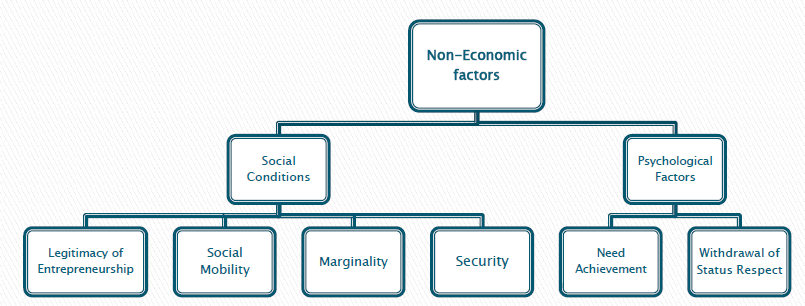 Non-Economic
factors
Social
Conditions
Psychological
Factors
Legitimacy of
Entrepreneurship
Social
Mobility
Marginality
Security
Need
Achievement
Withdrawal of
Status Respect